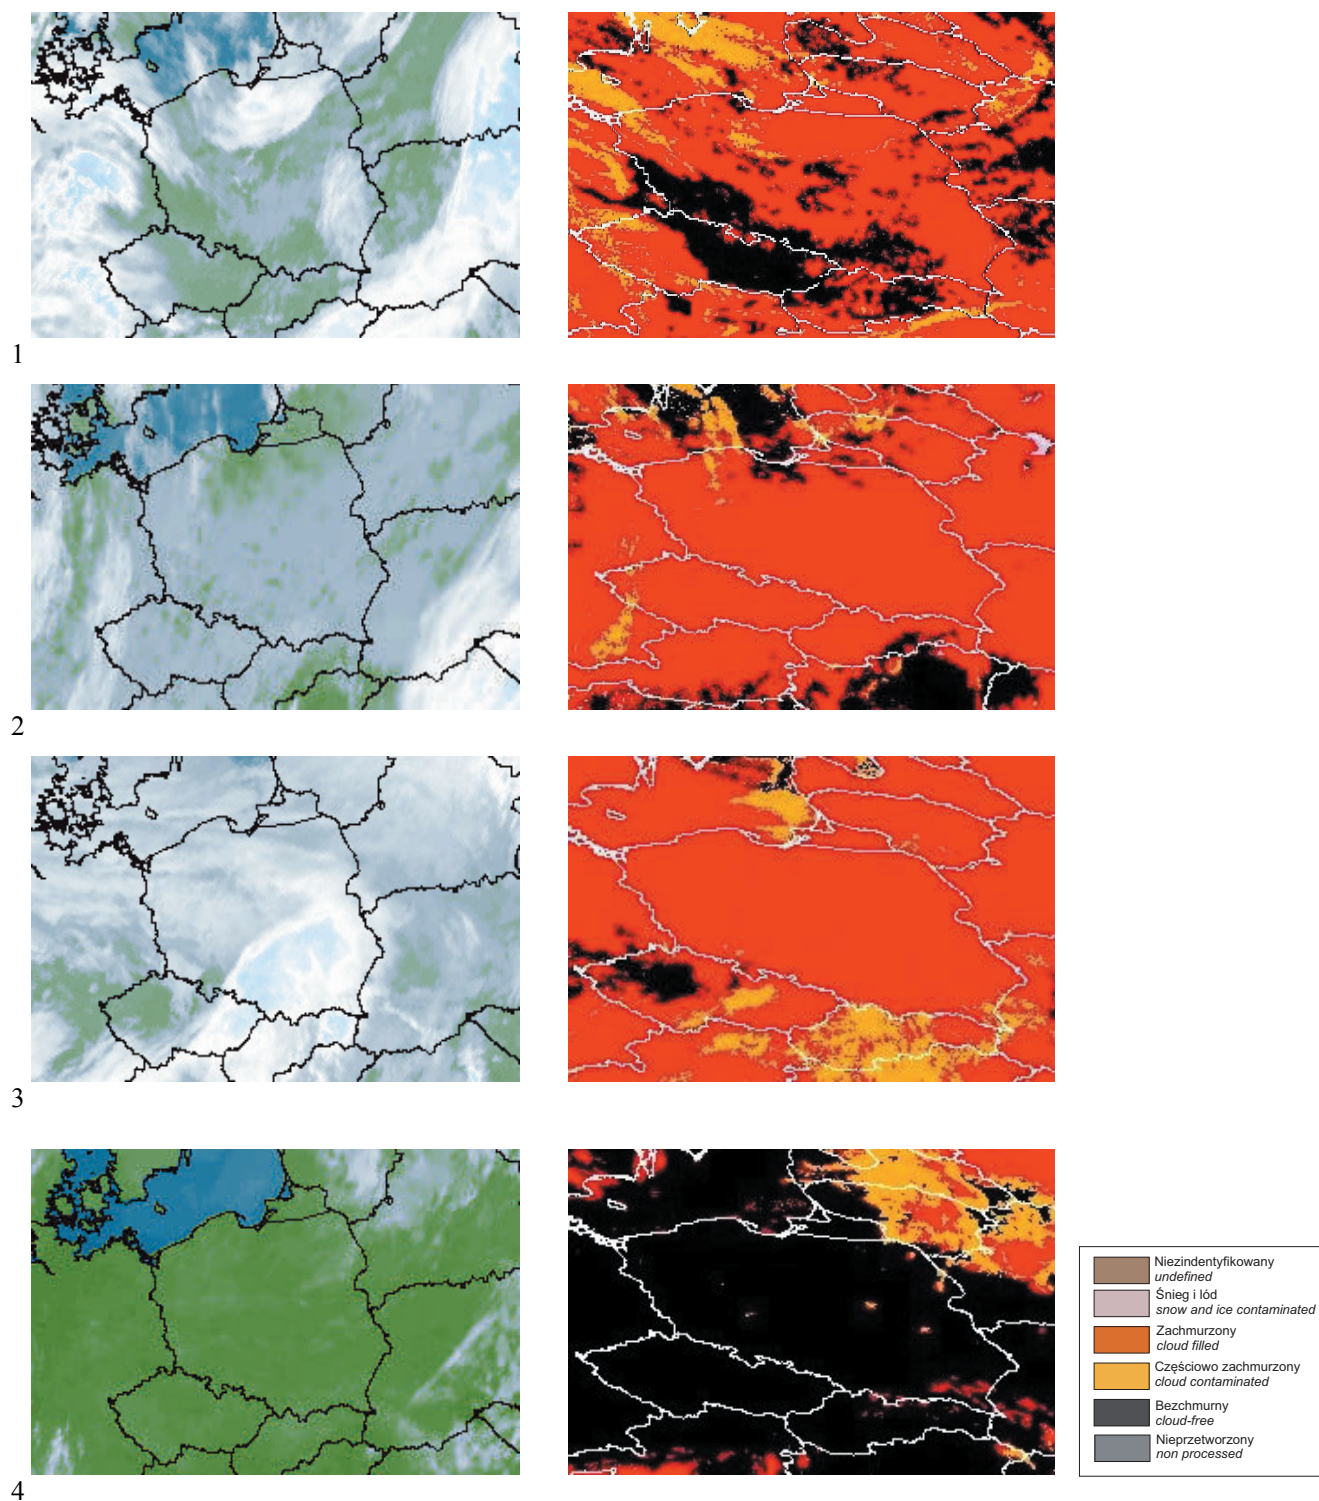 1
2
3
Niezindentyfikowany
undefined
Śnieg i lód
snow and ice contaminated
Zachmurzony
cloud filled
Częściowo zachmurzony
cloud contaminated
Bezchmurny
cloud-free
Nieprzetworzony
non processed
4